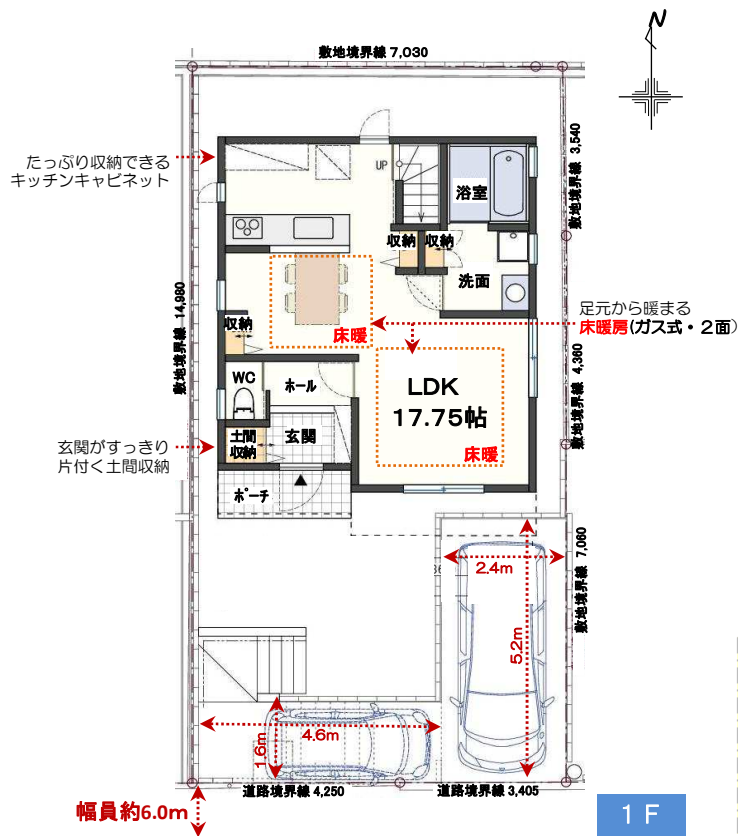 N
敷地境界線 7,030
敷地境界線 3,540
たっぷり収納できる
キッチンキャビネット
UP
浴室
収納
収納
洗面
敷地境界線 14,980
足元から暖まる
床暖房(ガス式・2面)
収納
床暖
敷地境界線 4,360
WC
ホール
LDK
17.75帖
床暖
玄関がすっきり
片付く土間収納
土間
収納
玄関
ポーチ
敷地境界線 7,060
2.4m
5.2m
4.6m
1.6m
道路境界線 4,250
道路境界線 3,405
幅員約6.0m
1F